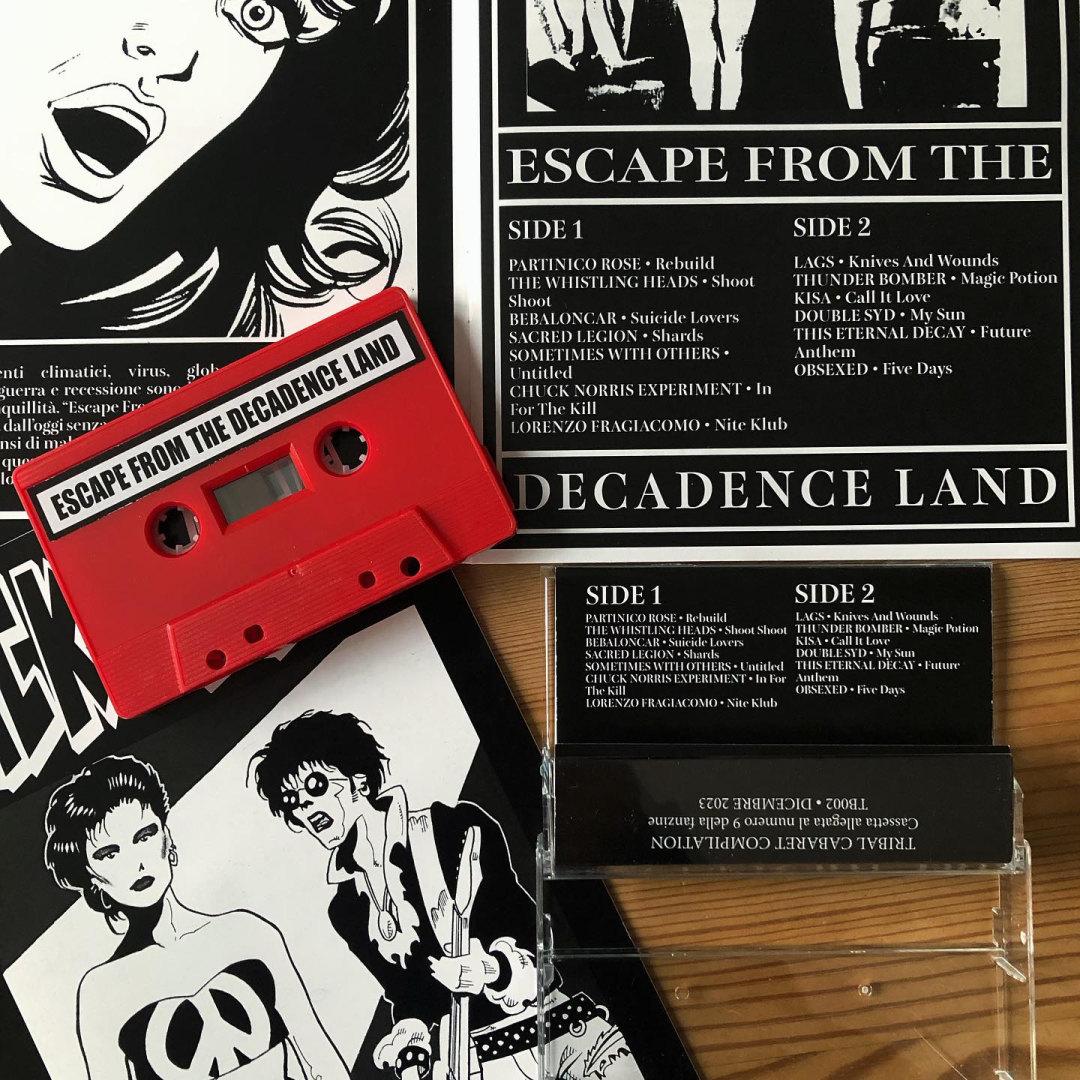 ESCAPE FROM THE
SIDE 1
PARTINICO ROSE • Rebuild
THE WHISTLING HEADS • Shoot
Shoot
BEBALONCAR • Suicide Lovers
SACRED LEGION • Shards
SOMETIMES WITH OTHERS •
Untitled
CHUCK NORRIS EXPERIMENT • In
For The Kill
LORENZO FRAGIACOMO • Nite Klub
SIDE 2
LAGS • Knives And Wounds
THUNDER BOMBER • Magic Potion
KISA • Call It Love
DOUBLE SYD • My Sun
THIS ETERNAL DECAY • Future
Anthem
OBSEXED • Five Days
DECADENCE LAND
climatici, virus,
guerra e recessione
“Escape
dall'oggi
di
ESCAPE FROM THE DECADENCE LAND
SIDE 1
PARTINICO ROSE • Rebuild
THE WHISTLING HEADS • Shoot Shoot
BEBALONCAR • Suicide Lovers
SACRED LEGION • Shards
SOMETIMES WITH OTHERS • Untitled
CHUCK NORRIS EXPERIMENT • In For
The Kill
LORENZO FRAGIACOMO • Nite Klub
SIDE 2
LAGS • Knives And Wounds
THUNDER BOMBER • Magic Potion
KISA • Call It Love
DOUBLE SYD • My Sun
THIS ETERNAL DECAY • Future
Anthem
OBSEXED • Five Days
TRIBAL CABARET COMPILATION
Cassetta allegata al numero 9 della fanzine
TB002 • DICEMBRE 2023